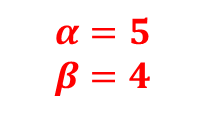 α = 5
β = 4